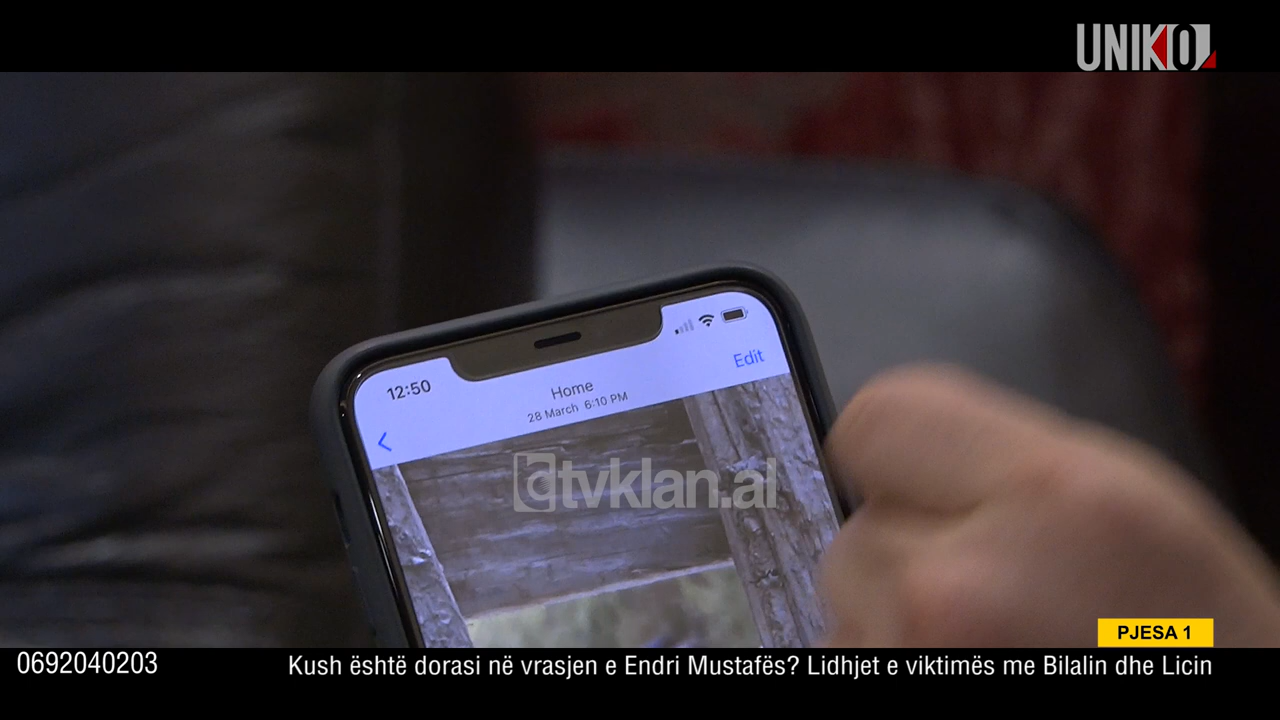 UNIKO
12:50
Home
Edit
28 March 6:10 PM
tvklan.al
PJESA 1
0692040203
Kush është dorasi në vrasjen e Endri Mustafës? Lidhjet e viktimës me Bilalin dhe Licin